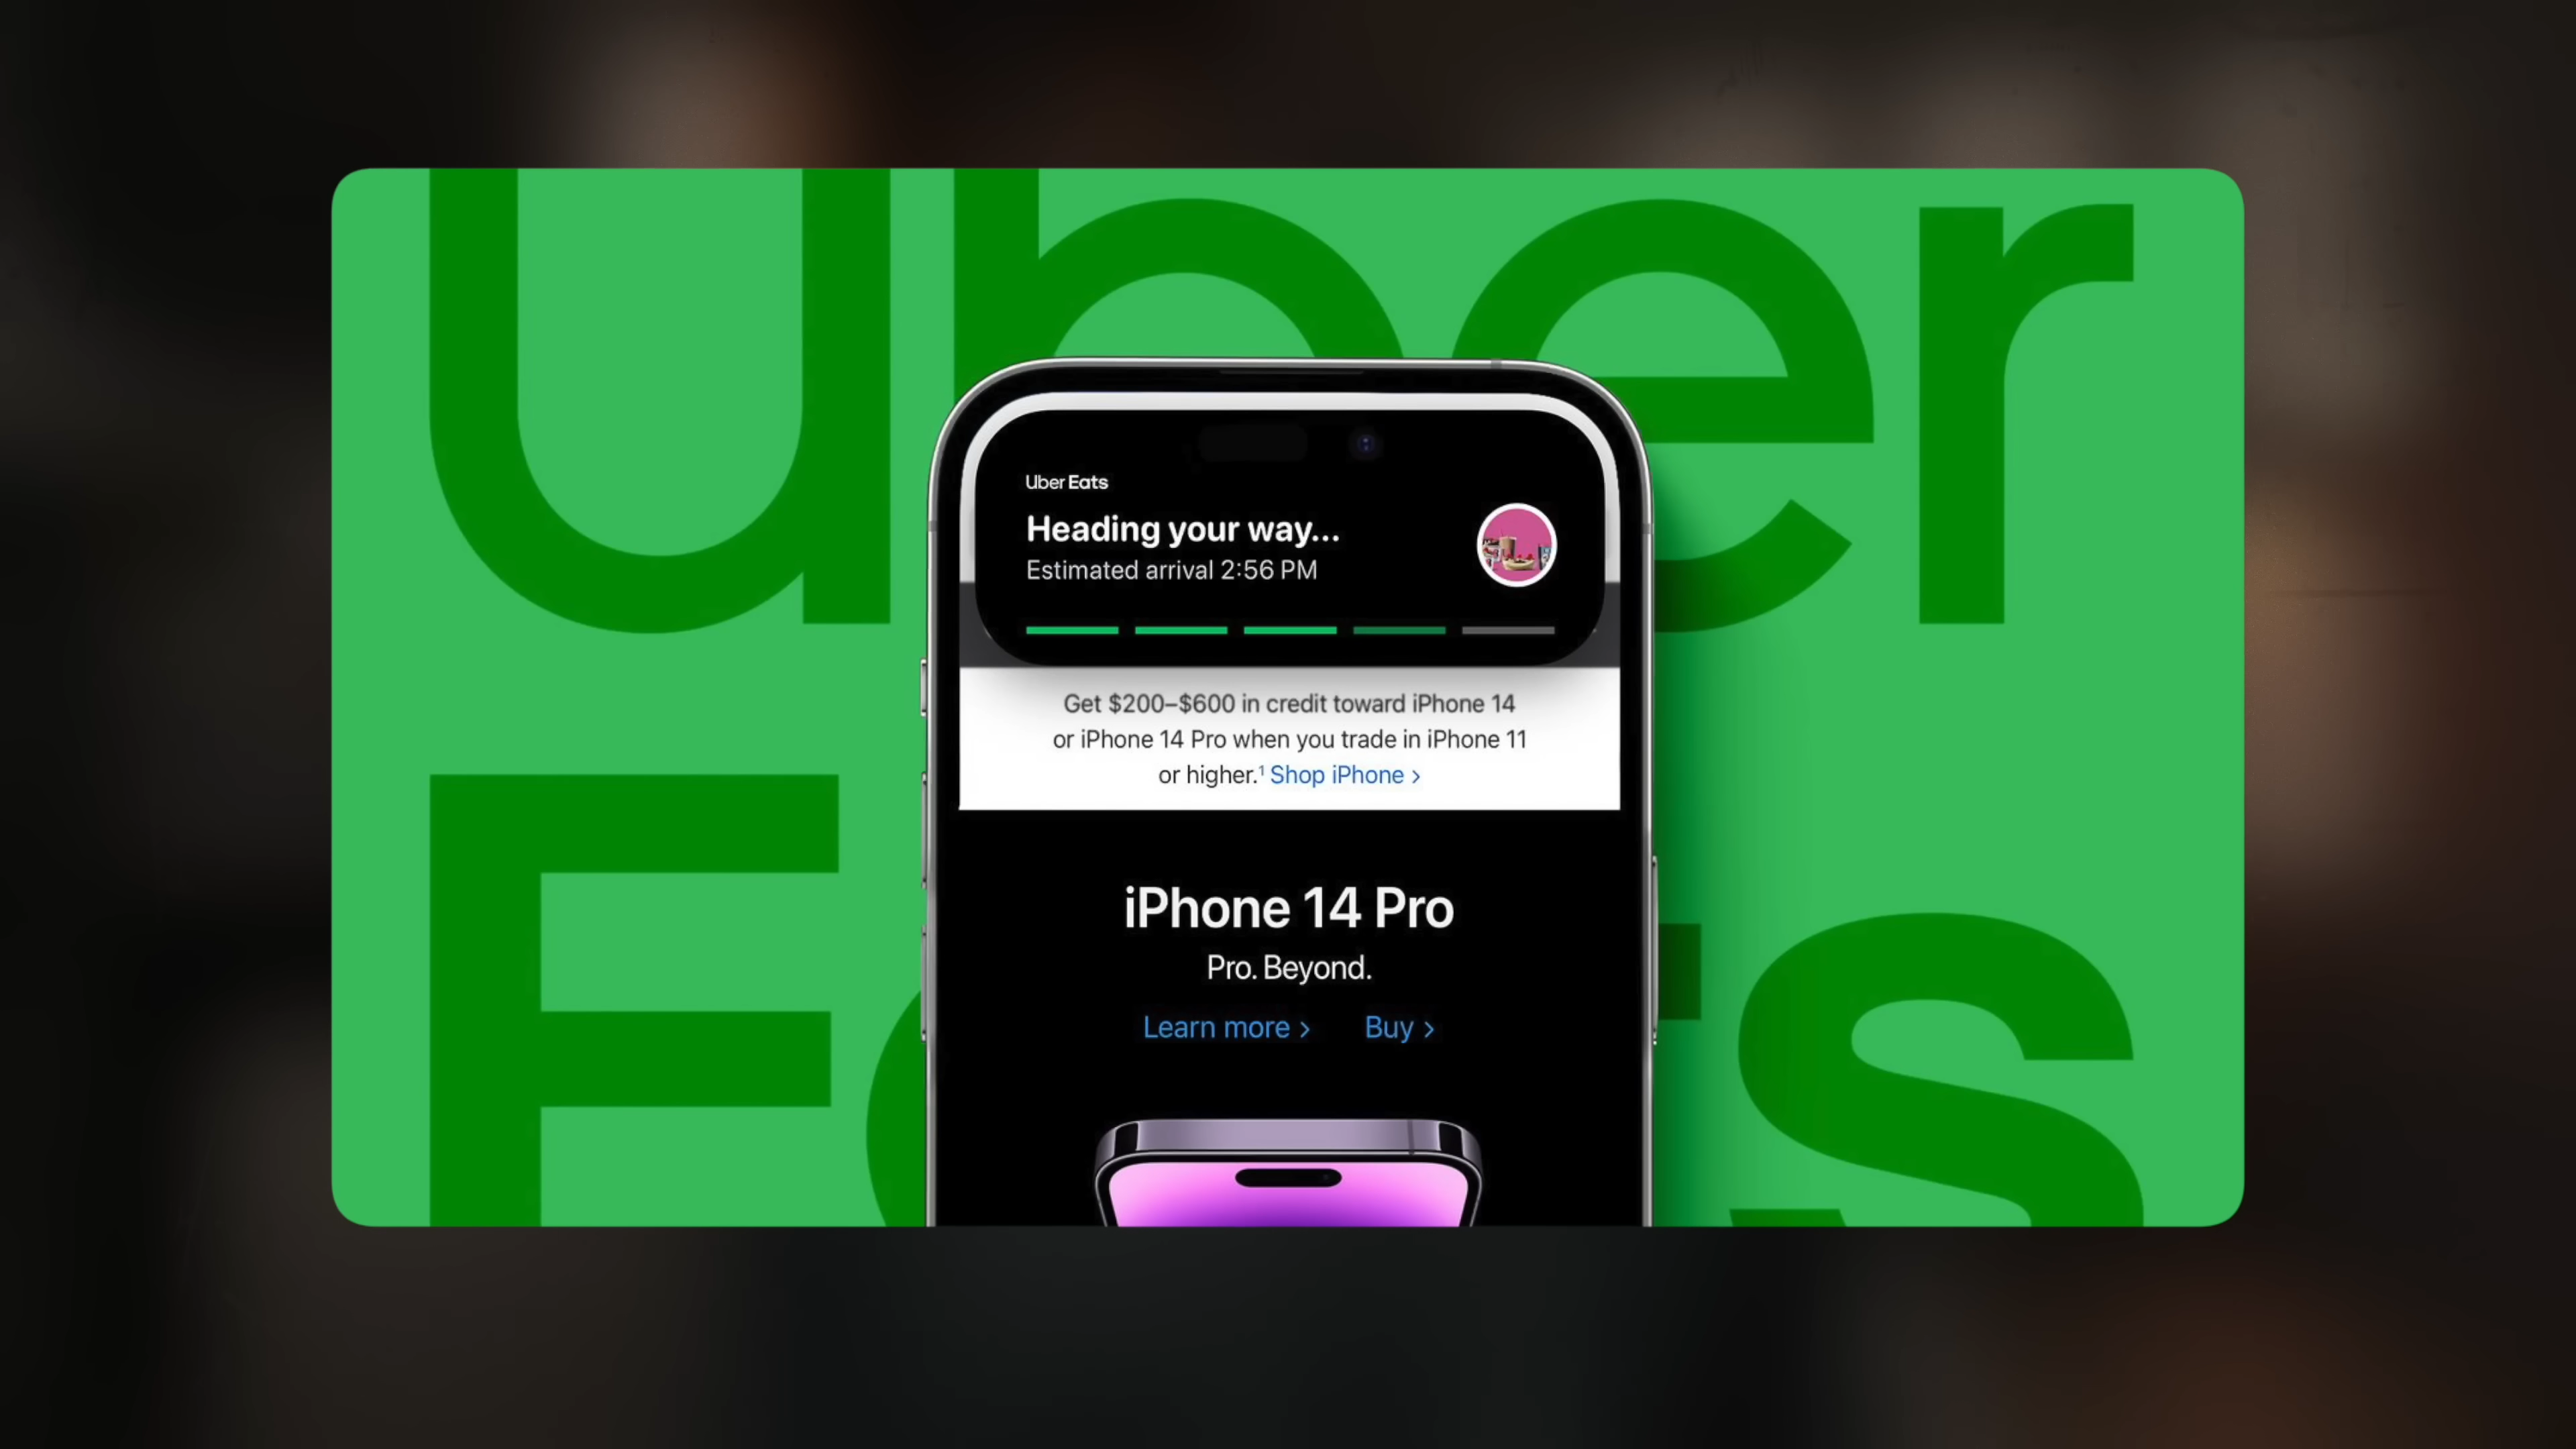 Uber
Eats
Uber Eats
Heading your way...
Estimated arrival 2:56 PM
Get $200–$600 in credit toward iPhone 14
or iPhone 14 Pro when you trade in iPhone 11
or higher.¹ Shop iPhone >
iPhone 14 Pro
Pro. Beyond.
Learn more > Buy >